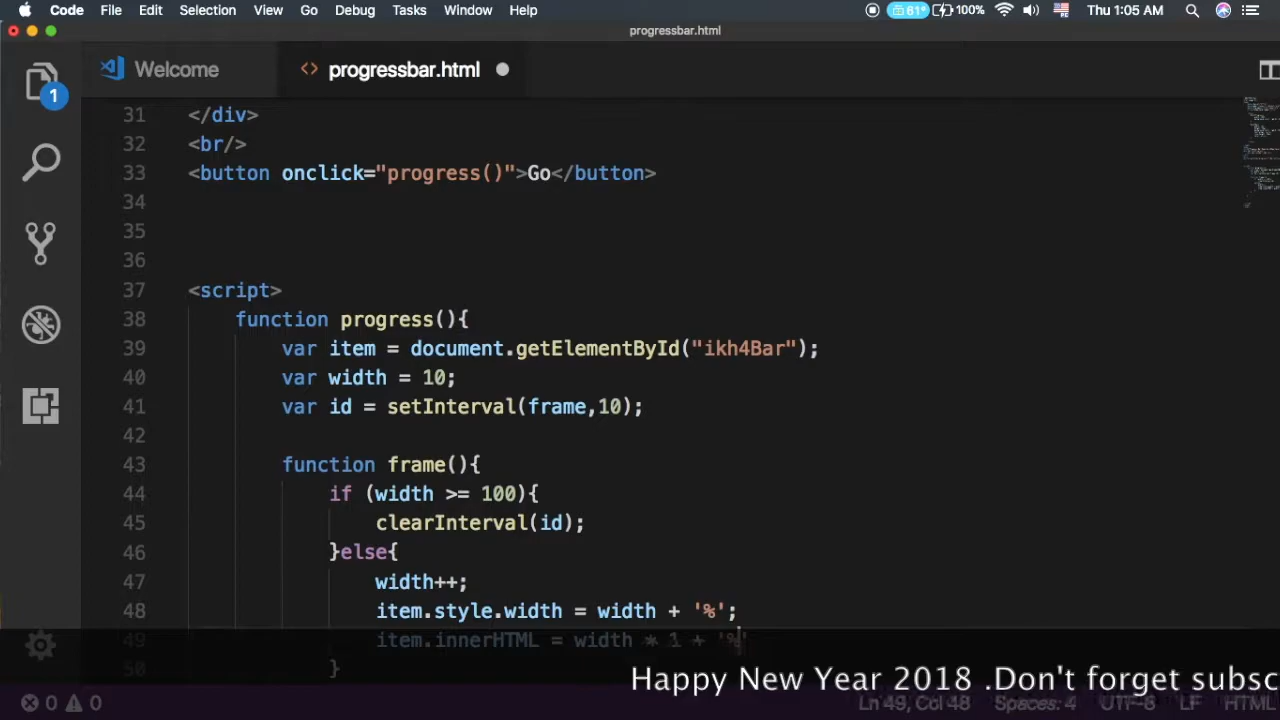 Code File Edit Selection View Go Debug Tasks Window Help 61° 100% Thu 1:05 AM
progressbar.html
Welcome <> progressbar.html
1
31 </div>
32 <br/>
33 <button onclick="progress()">Go</button>
34
35
36
37 <script>
38 function progress(){
39 var item = document.getElementById("ikh4Bar");
40 var width = 10;
41 var id = setInterval(frame,10);
42
43 function frame(){
44 if (width >= 100){
45 clearInterval(id);
46 }else{
47 width++;
48 item.style.width = width + '%';
49 item.innerHTML = width * 1 + '%'
50 }
Happy New Year 2018 .Don't forget subsc
0 0 Ln 49, Col 48 Spaces: 4 UTF-8 LF HTML